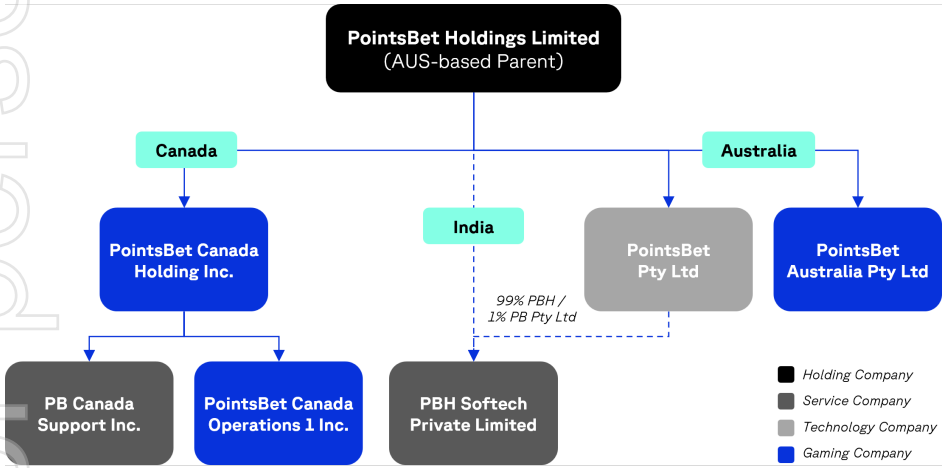 PointsBet Holdings Limited
(AUS-based Parent)
Canada
Australia
India
PointsBet Canada
Holding Inc.
PointsBet
Pty Ltd
PointsBet
Australia Pty Ltd
99% PBH /
1% PB Pty Ltd
PB Canada
Support Inc.
PointsBet Canada
Operations 1 Inc.
PBH Softech
Private Limited
Holding Company
Service Company
Technology Company
Gaming Company